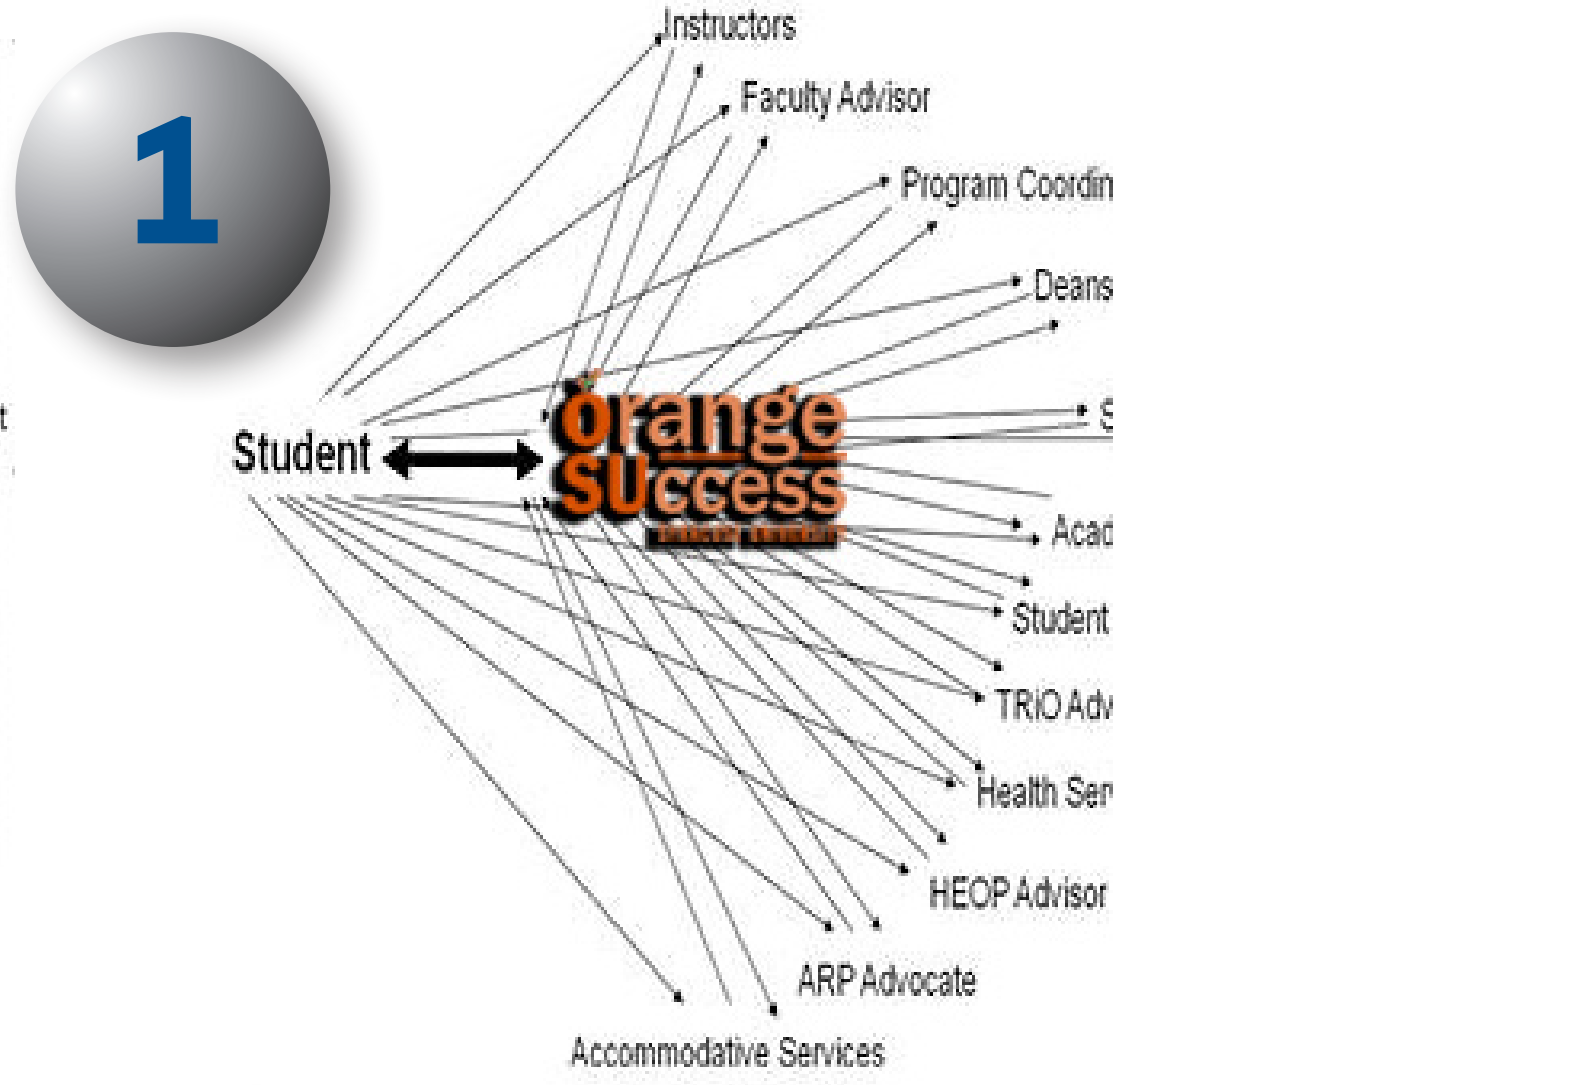 1
Instructors
Faculty Advisor
Program Coordin
Deans
S
t
Student
orange
success
Acad
Student
TRIO Adv
Health Ser
HEOP Advisor
ARP Advocate
Accommodative Services